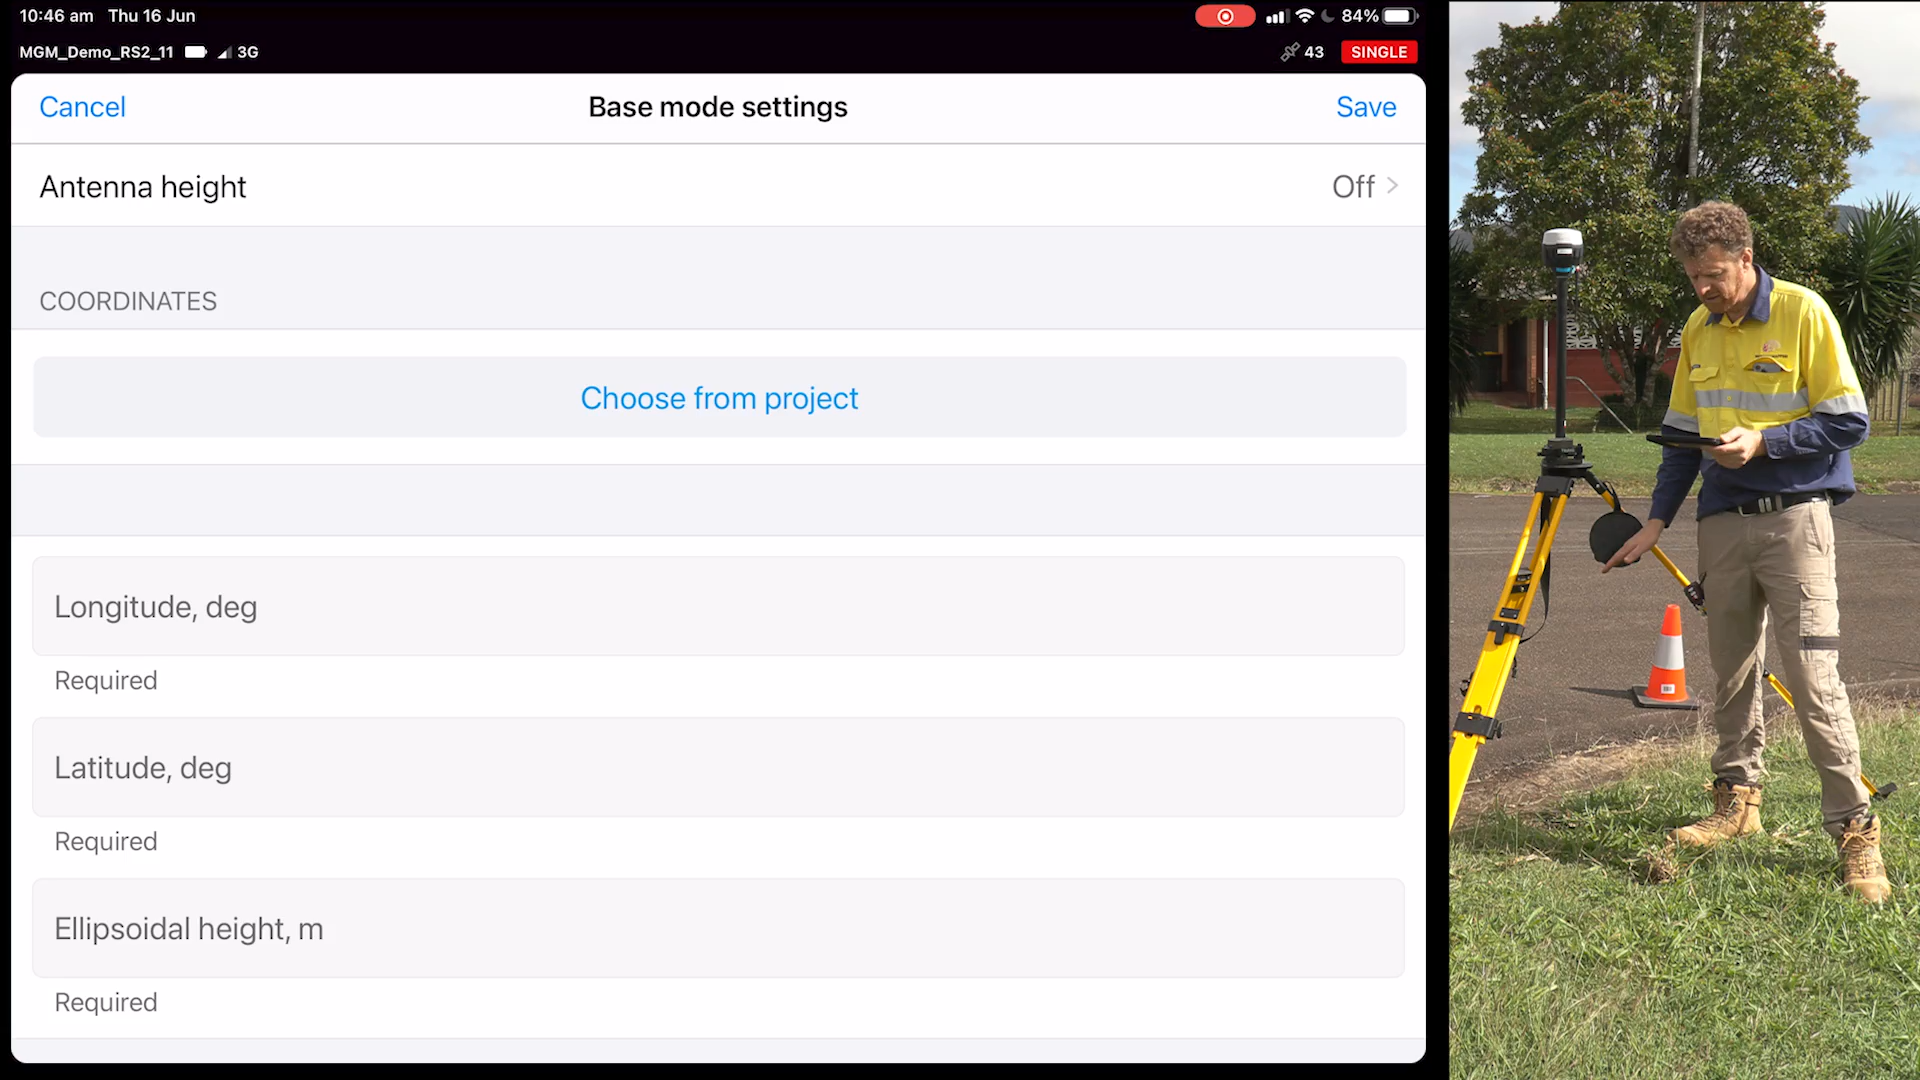 10:46 am Thu 16 Jun
84%
MGM_Demo_RS2_11 3G
43 SINGLE
Cancel Base mode settings Save
Antenna height Off
COORDINATES
Choose from project
Longitude, deg
Required
Latitude, deg
Required
Ellipsoidal height, m
Required